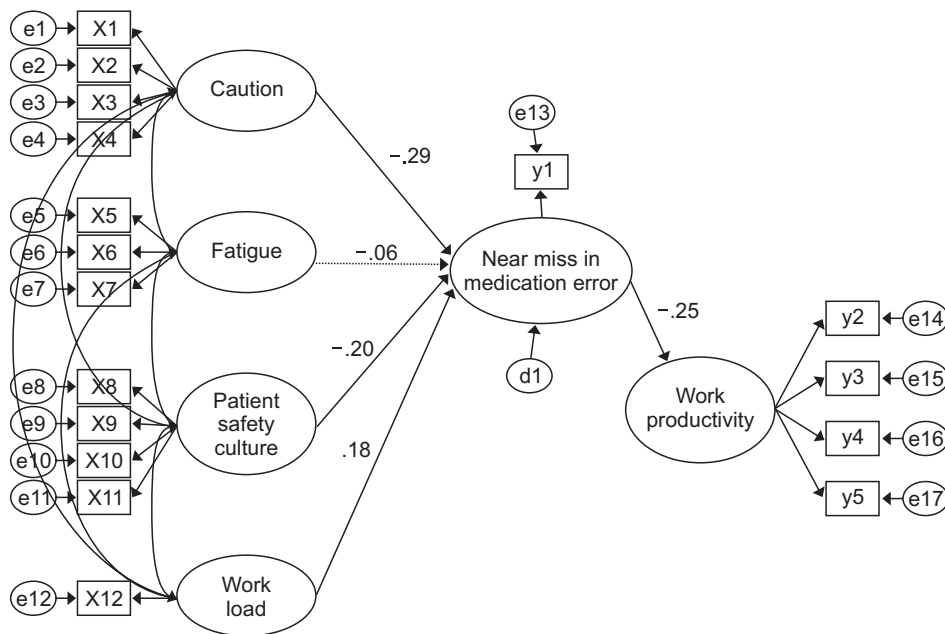 e1 X1
e2 X2
e3 X3
e4 X4
Caution
e5 X5
e6 X6
e7 X7
Fatigue
e8 X8
e9 X9
e10 X10
e11 X11
Patient
safety
culture
e12 X12
Work
load
−.29
−.06
−.20
.18
e13
y1
Near miss in
medication error
d1
−.25
Work
productivity
y2 e14
y3 e15
y4 e16
y5 e17